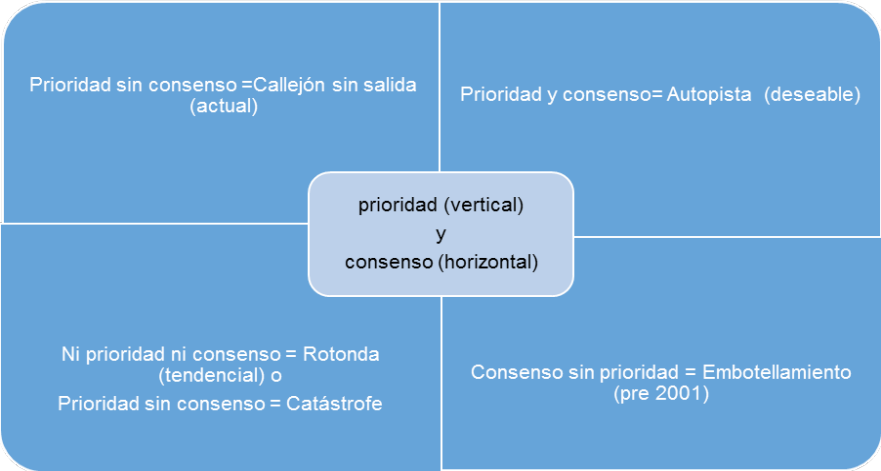 Prioridad sin consenso =Callejón sin salida
(actual)
Prioridad y consenso= Autopista (deseable)
prioridad (vertical)
y
consenso (horizontal)
Ni prioridad ni consenso = Rotonda
(tendencial) o
Prioridad sin consenso = Catástrofe
Consenso sin prioridad = Embotellamiento
(pre 2001)